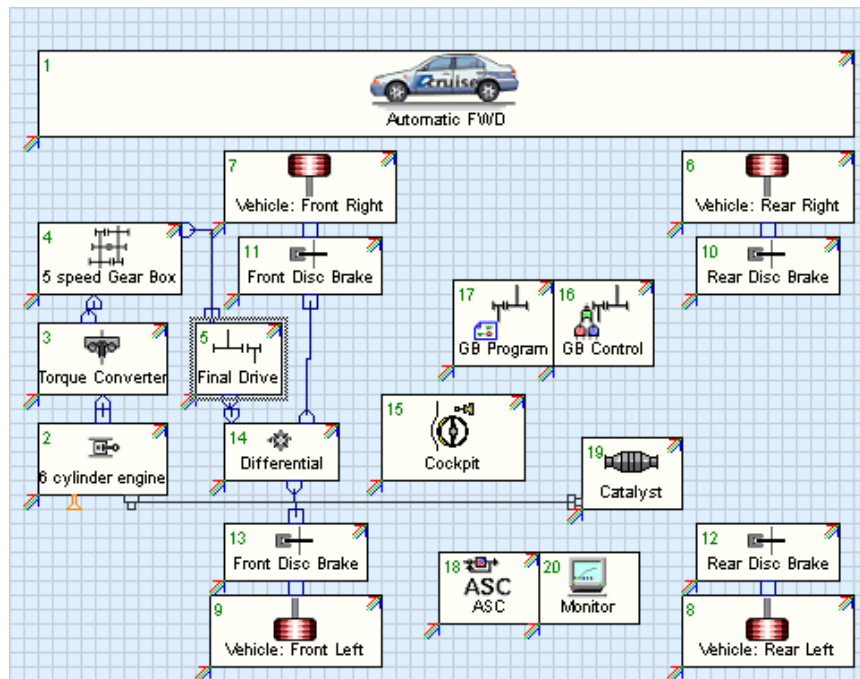 1
cruise
Automatic FWD
7
Vehicle: Front Right
6
Vehicle: Rear Right
4
5 speed Gear Box
11
Front Disc Brake
10
Rear Disc Brake
17
GB Program
16
GB Control
3
Torque Converter
5
Final Drive
2
6 cylinder engine
14
Differential
15
Cockpit
19
Catalyst
13
Front Disc Brake
18
ASC
ASC
20
Monitor
12
Rear Disc Brake
9
Vehicle: Front Left
8
Vehicle: Rear Left